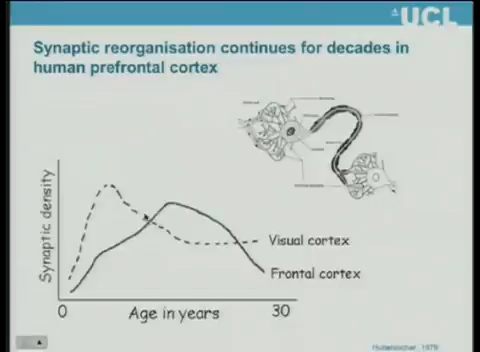 UCL
Synaptic reorganisation continues for decades in
human prefrontal cortex
Synaptic density
Visual cortex
Frontal cortex
0
Age in years
30
Huttenlocher, 1979